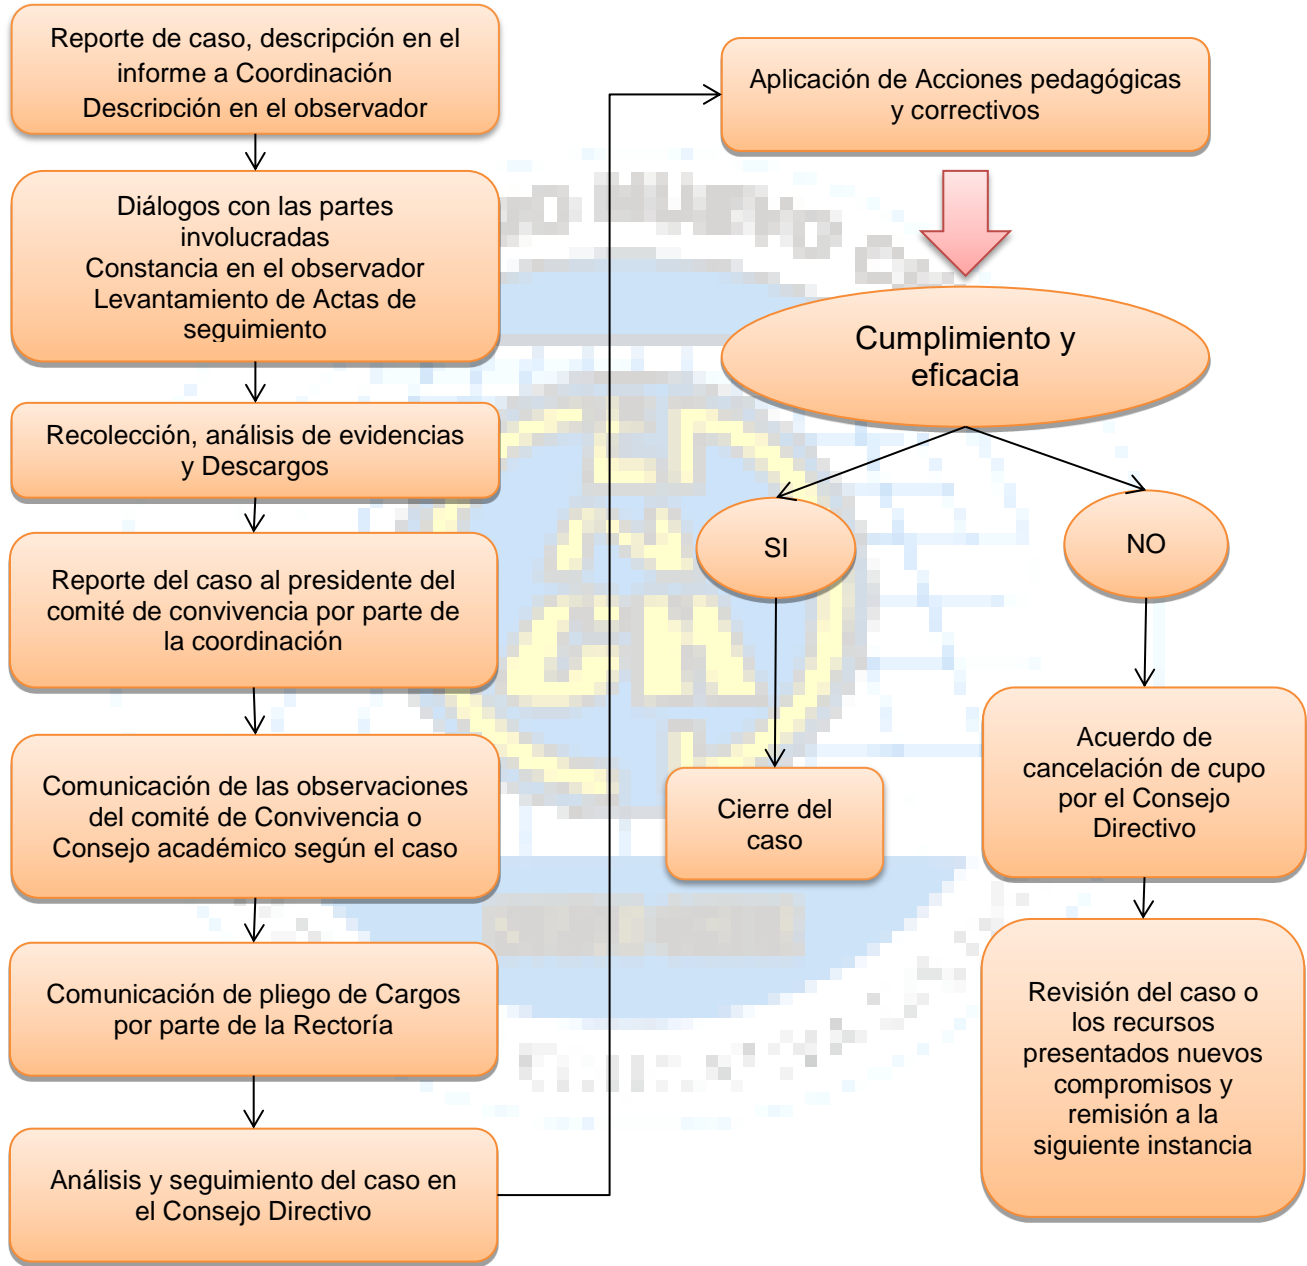 Reporte de caso, descripción en el
informe a Coordinación
Descripción en el observador
Diálogos con las partes
involucradas
Constancia en el observador
Levantamiento de Actas de
seguimiento
Recolección, análisis de evidencias
y Descargos
Reporte del caso al presidente del
comité de convivencia por parte de
la coordinación
Comunicación de las observaciones
del comité de Convivencia o
Consejo académico según el caso
Comunicación de pliego de Cargos
por parte de la Rectoría
Análisis y seguimiento del caso en
el Consejo Directivo
Aplicación de Acciones pedagógicas
y correctivos
Cumplimiento y
eficacia
SI
NO
Cierre del
caso
Acuerdo de
cancelación de cupo
por el Consejo
Directivo
Revisión del caso o
los recursos
presentados nuevos
compromisos y
remisión a la
siguiente instancia